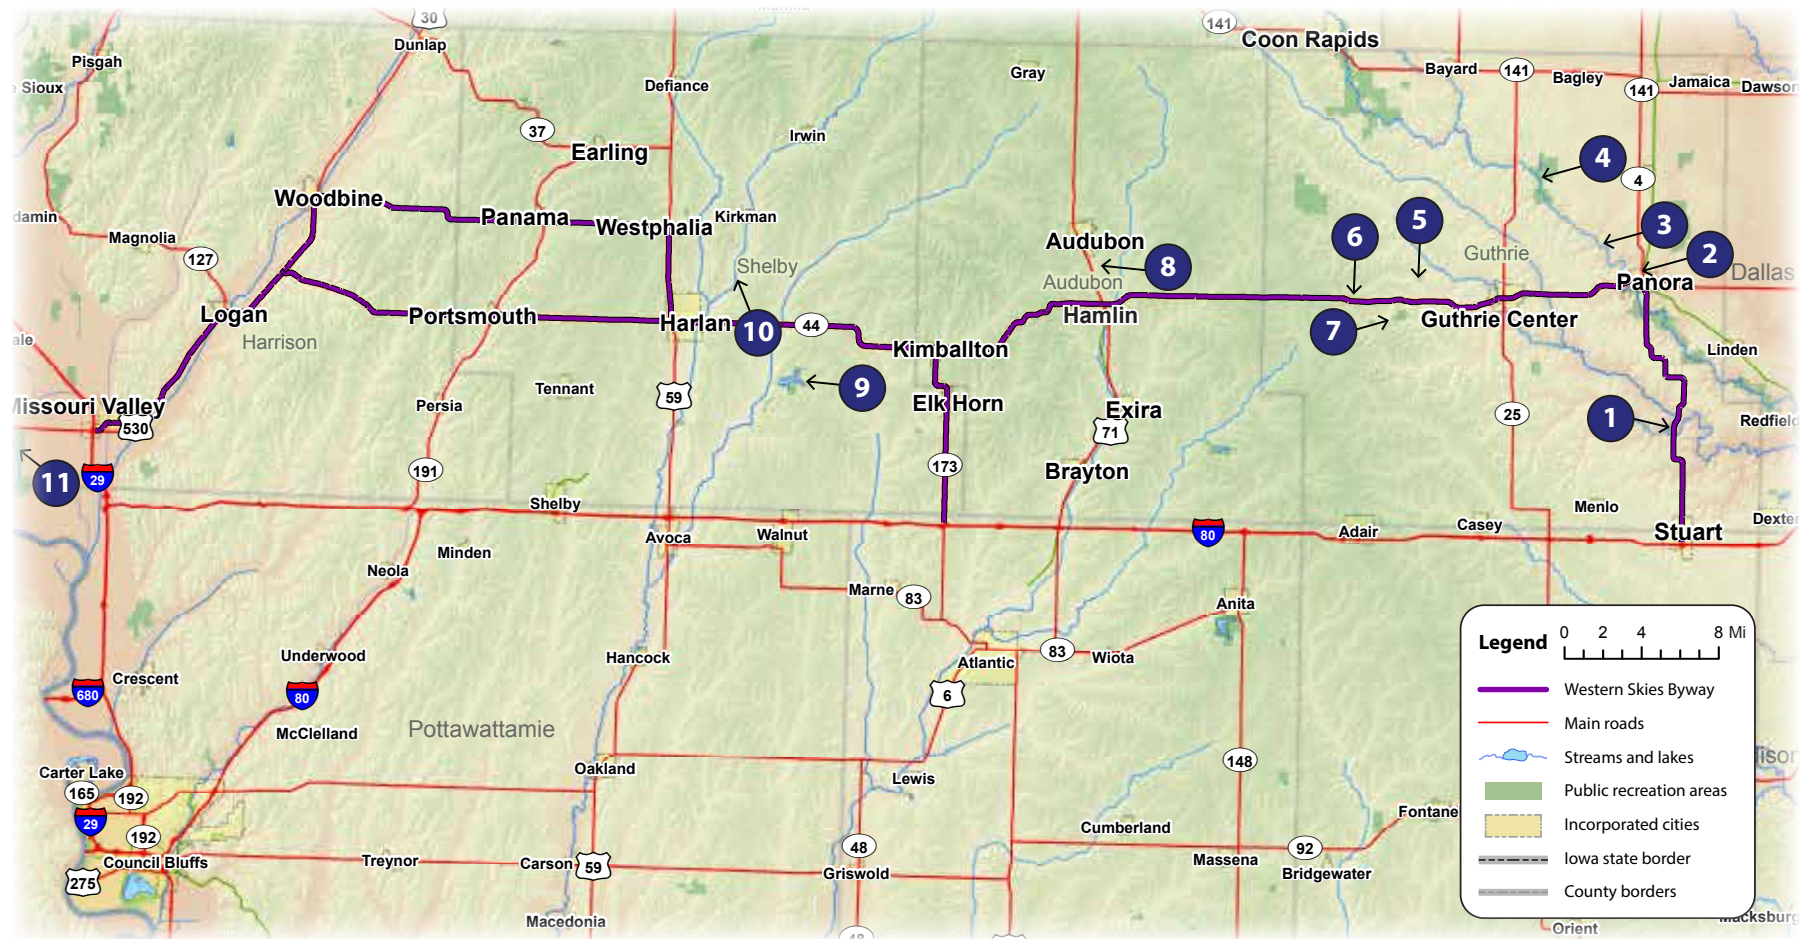 30
141
Coon Rapids
Dunlap
Pisgah
Gray
Bayard
141
Bagley
Jamaica
Dawson
141
Sioux
Defiance
37
Irwin
Earling
4
4
Woodbine
damin
Panama
Westphalia
Kirkman
5
6
3
Magnolia
127
Audubon
Guthrie
2
Shelby
8
Audubon
Panora
Dallas
Logan
Portsmouth
Harlan
10
44
Hamlin
7
Guthrie Center
Harrison
ale
Kimballton
Linden
Tennant
9
59
Elk Horn
Exira
Missouri Valley
530
Persia
71
25
1
Redfield
191
173
Brayton
11
29
Shelby
Menlo
Avoca
Walnut
80
Adair
Casey
Stuart
Dexter
Minden
Neola
Marne
83
Anita
Underwood
Hancock
Atlantic
83
Wiota
Crescent
680
80
6
McClelland
Pottawattamie
Carter Lake
165
192
Oakland
Lewis
148
29
192
Cumberland
Fontane
Council Bluffs
Treynor
Carson
59
48
Griswold
Massena
92
Bridgewater
275
Macedonia
48
Legend
0 2 4 8 Mi
Western Skies Byway
Main roads
Streams and lakes
Public recreation areas
Incorporated cities
Iowa state border
County borders
Macksburg
Orient